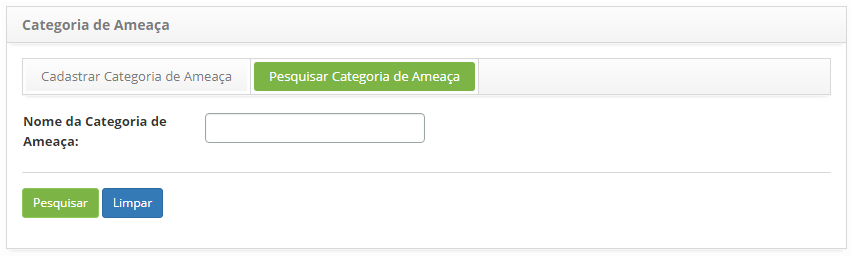 Categoria de Ameaça
Cadastrar Categoria de Ameaça
Pesquisar Categoria de Ameaça
Nome da Categoria de
Ameaça:
Pesquisar
Limpar